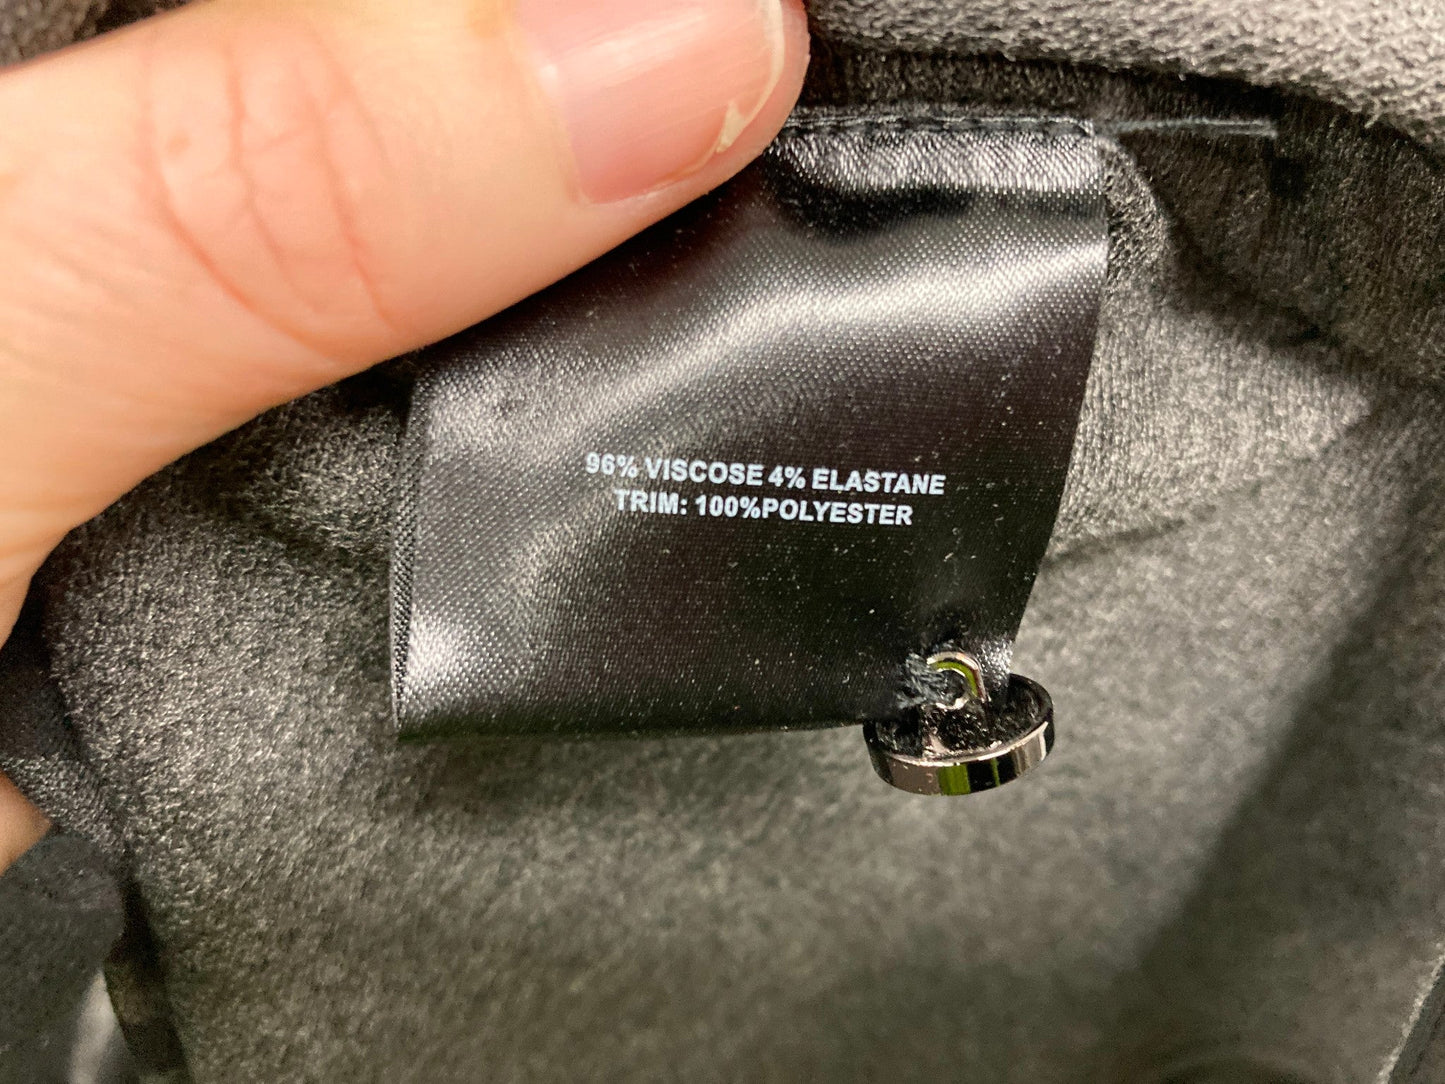 96% VISCOSE 4% ELASTANE
TRIM: 100%POLYESTER